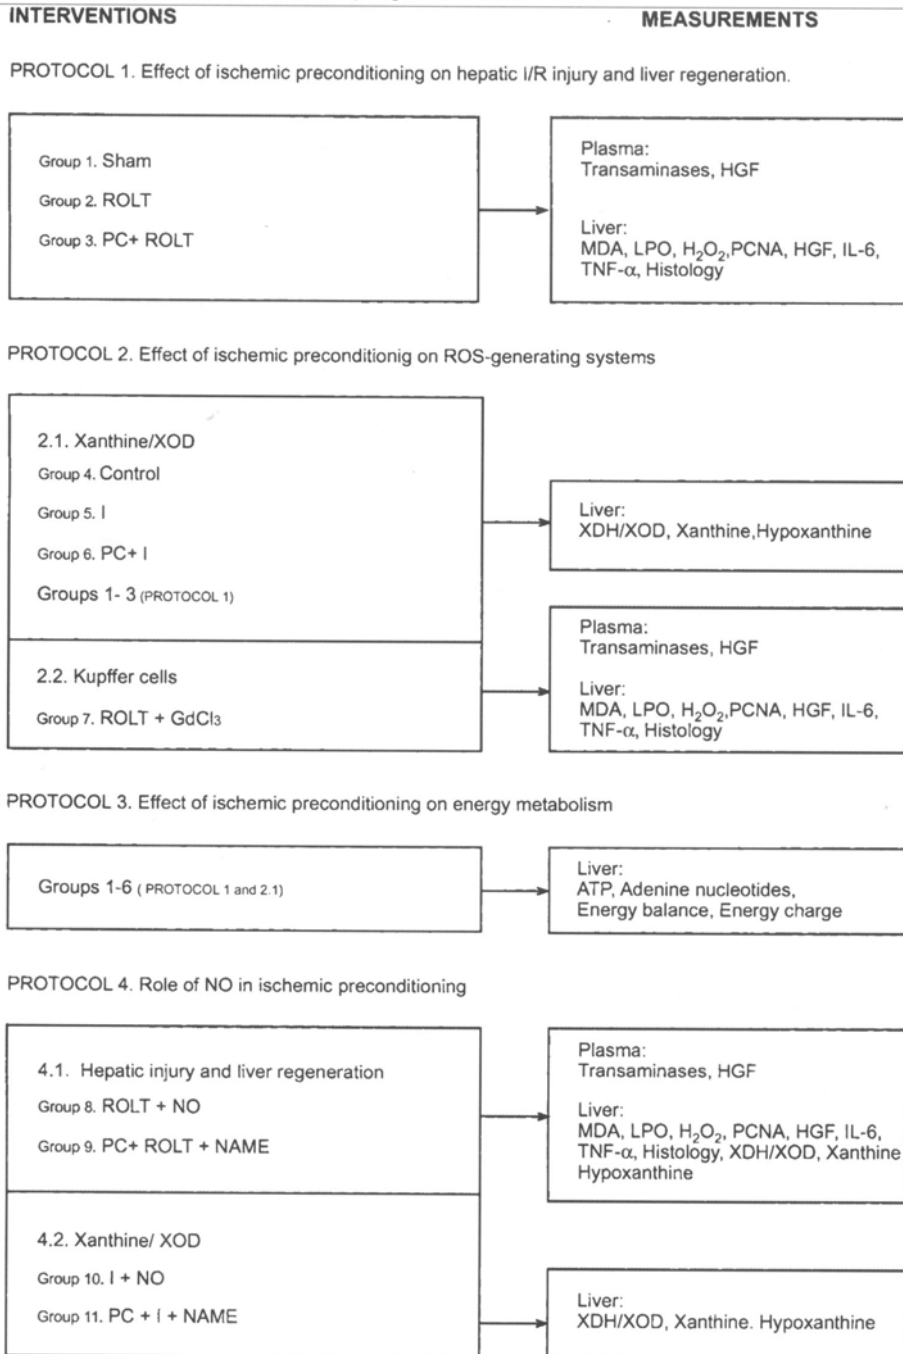 INTERVENTIONS
MEASUREMENTS
PROTOCOL 1. Effect of ischemic preconditioning on hepatic I/R injury and liver regeneration.
Group 1. Sham
Group 2. ROLT
Group 3. PC+ ROLT
Plasma:
Transaminases, HGF
Liver:
MDA, LPO, H₂O₂,PCNA, HGF, IL-6,
TNF-α, Histology
PROTOCOL 2. Effect of ischemic preconditionig on ROS-generating systems
2.1. Xanthine/XOD
Group 4. Control
Group 5. I
Group 6. PC+ I
Groups 1- 3 (PROTOCOL 1)
Liver:
XDH/XOD, Xanthine,Hypoxanthine
2.2. Kupffer cells
Group 7. ROLT + GdCl₃
Plasma:
Transaminases, HGF
Liver:
MDA, LPO, H₂O₂,PCNA, HGF, IL-6,
TNF-α, Histology
PROTOCOL 3. Effect of ischemic preconditioning on energy metabolism
Groups 1-6 ( PROTOCOL 1 and 2.1)
Liver:
ATP, Adenine nucleotides,
Energy balance, Energy charge
PROTOCOL 4. Role of NO in ischemic preconditioning
4.1. Hepatic injury and liver regeneration
Group 8. ROLT + NO
Group 9. PC+ ROLT + NAME
Plasma:
Transaminases, HGF
Liver:
MDA, LPO, H₂O₂, PCNA, HGF, IL-6,
TNF-α, Histology, XDH/XOD, Xanthine
Hypoxanthine
4.2. Xanthine/ XOD
Group 10. I + NO
Group 11. PC + I + NAME
Liver:
XDH/XOD, Xanthine. Hypoxanthine